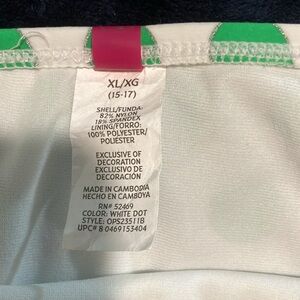 XL/XG
(15-17)
SHELL/FUNDA:
82% NYLON
18% SPANDEX
LINING/FORRO:
100% POLYESTER/
POLIESTER
EXCLUSIVE OF
DECORATION
EXCLUSIVO DE
DECORACIÓN
MADE IN CAMBODIA
HECHO EN CAMBOYA
RN# 52469
COLOR: WHITE DOT
STYLE: OPS23511B
UPC# 8 0469153404